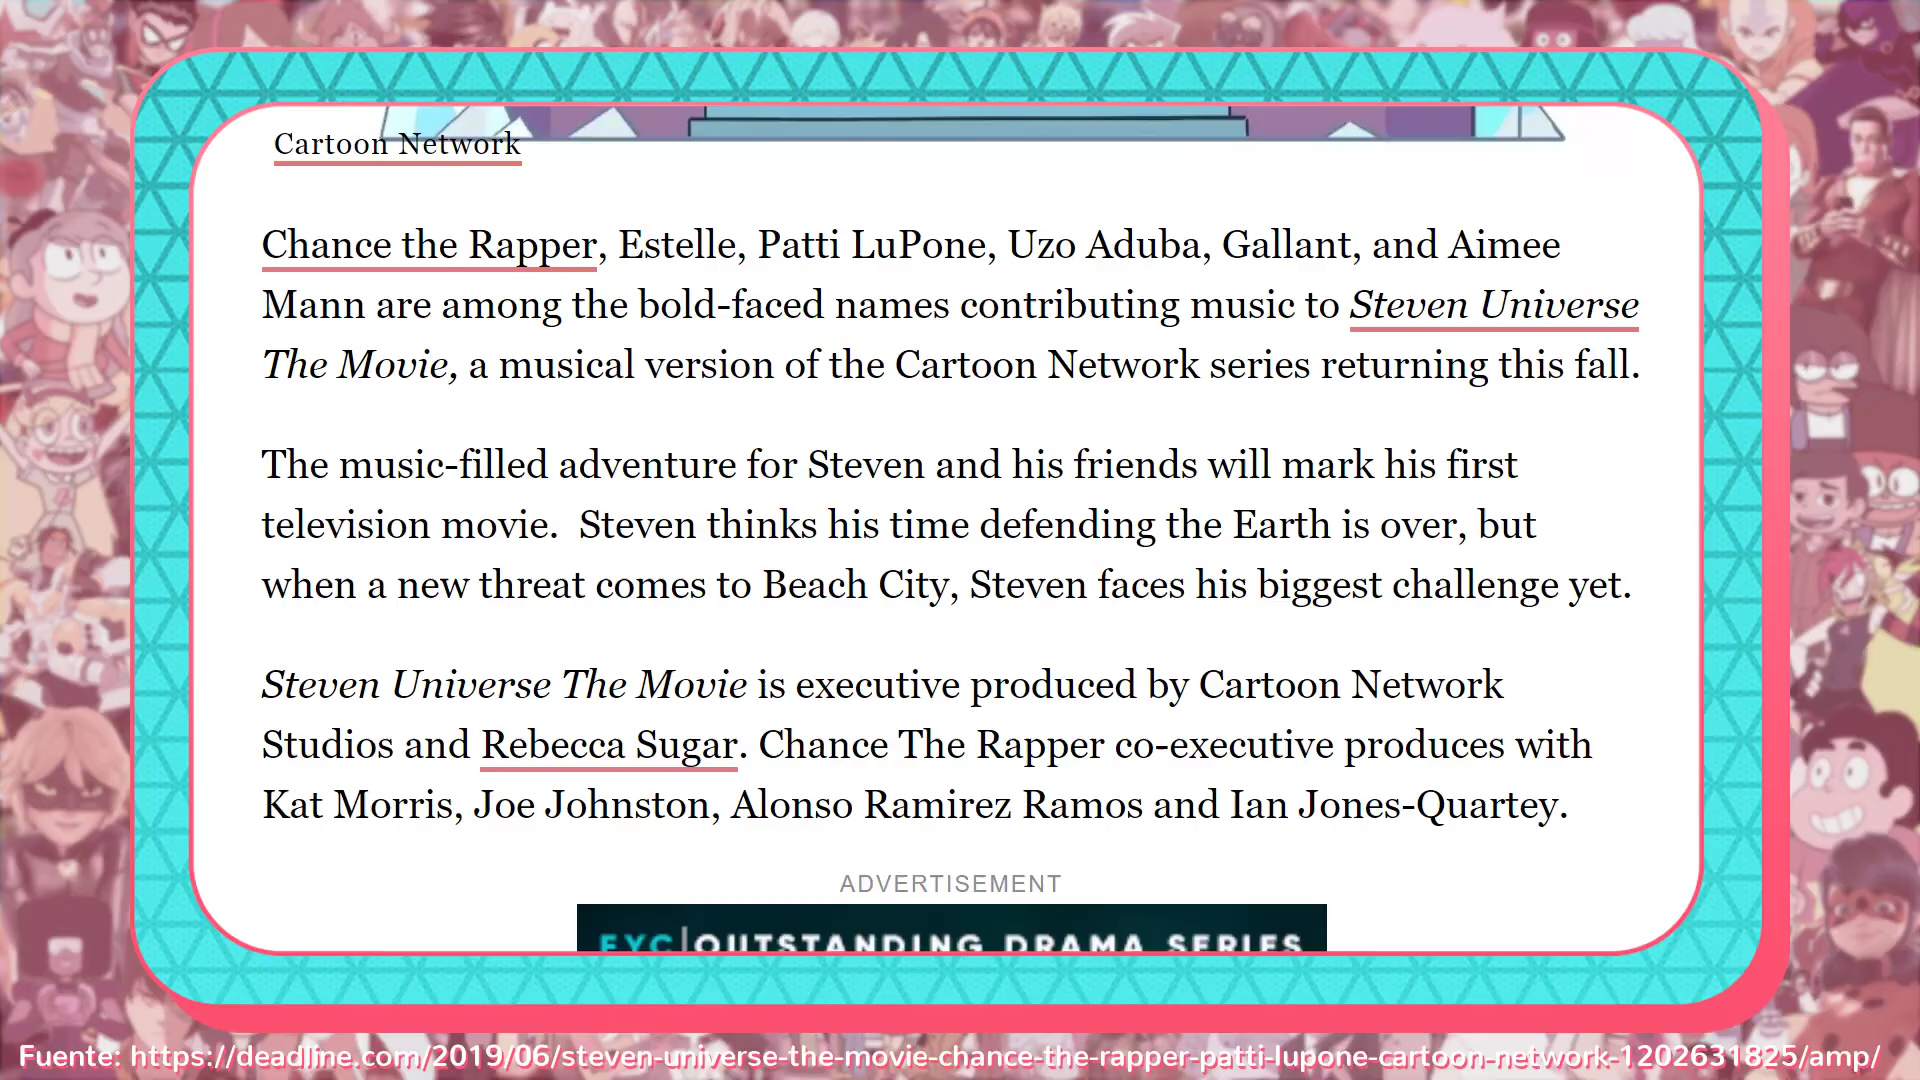 Cartoon Network
Chance the Rapper, Estelle, Patti LuPone, Uzo Aduba, Gallant, and Aimee
Mann are among the bold-faced names contributing music to Steven Universe
The Movie, a musical version of the Cartoon Network series returning this fall.
The music-filled adventure for Steven and his friends will mark his first
television movie.  Steven thinks his time defending the Earth is over, but
when a new threat comes to Beach City, Steven faces his biggest challenge yet.
Steven Universe The Movie is executive produced by Cartoon Network
Studios and Rebecca Sugar. Chance The Rapper co-executive produces with
Kat Morris, Joe Johnston, Alonso Ramirez Ramos and Ian Jones-Quartey.
ADVERTISEMENT
FYC|OUTSTANDING DRAMA SERIES
Fuente: https://deadline.com/2019/06/steven-universe-the-movie-chance-the-rapper-patti-lupone-cartoon-network-1202631825/amp/